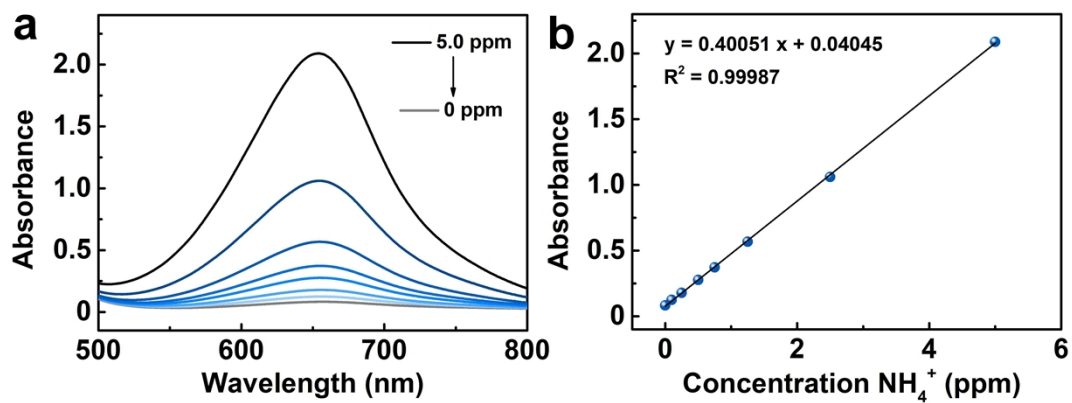 a
5.0 ppm
0 ppm
2.0
1.5
1.0
0.5
0
500
600
700
800
Absorbance
Wavelength (nm)
b
y = 0.40051 x + 0.04045
R² = 0.99987
2.0
1.5
1.0
0.5
0
0
2
4
6
Absorbance
Concentration NH₄⁺ (ppm)